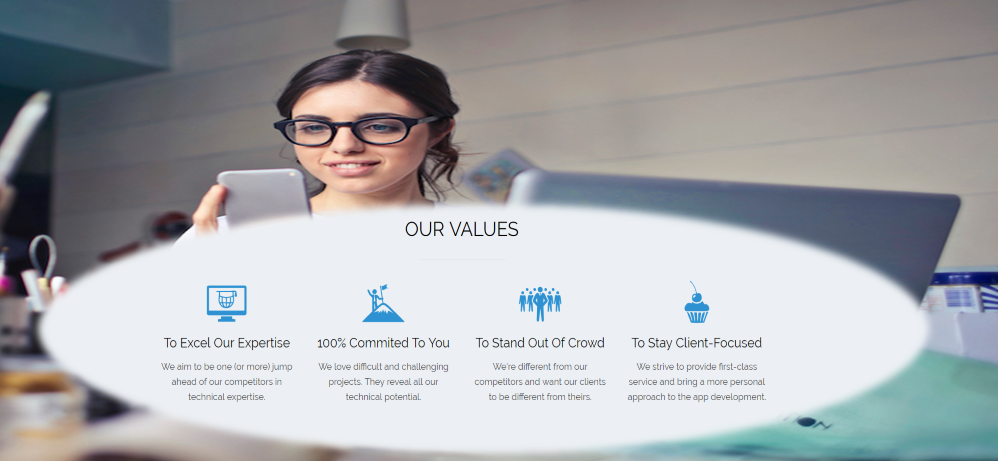 OUR VALUES
To Excel Our Expertise
We aim to be one (or more) jump
ahead of our competitors in
technical expertise.
100% Commited To You
We love difficult and challenging
projects. They reveal all our
technical potential.
To Stand Out Of Crowd
We're different from our
competitors and want our clients
to be different from theirs.
To Stay Client-Focused
We strive to provide first-class
service and bring a more personal
approach to the app development.